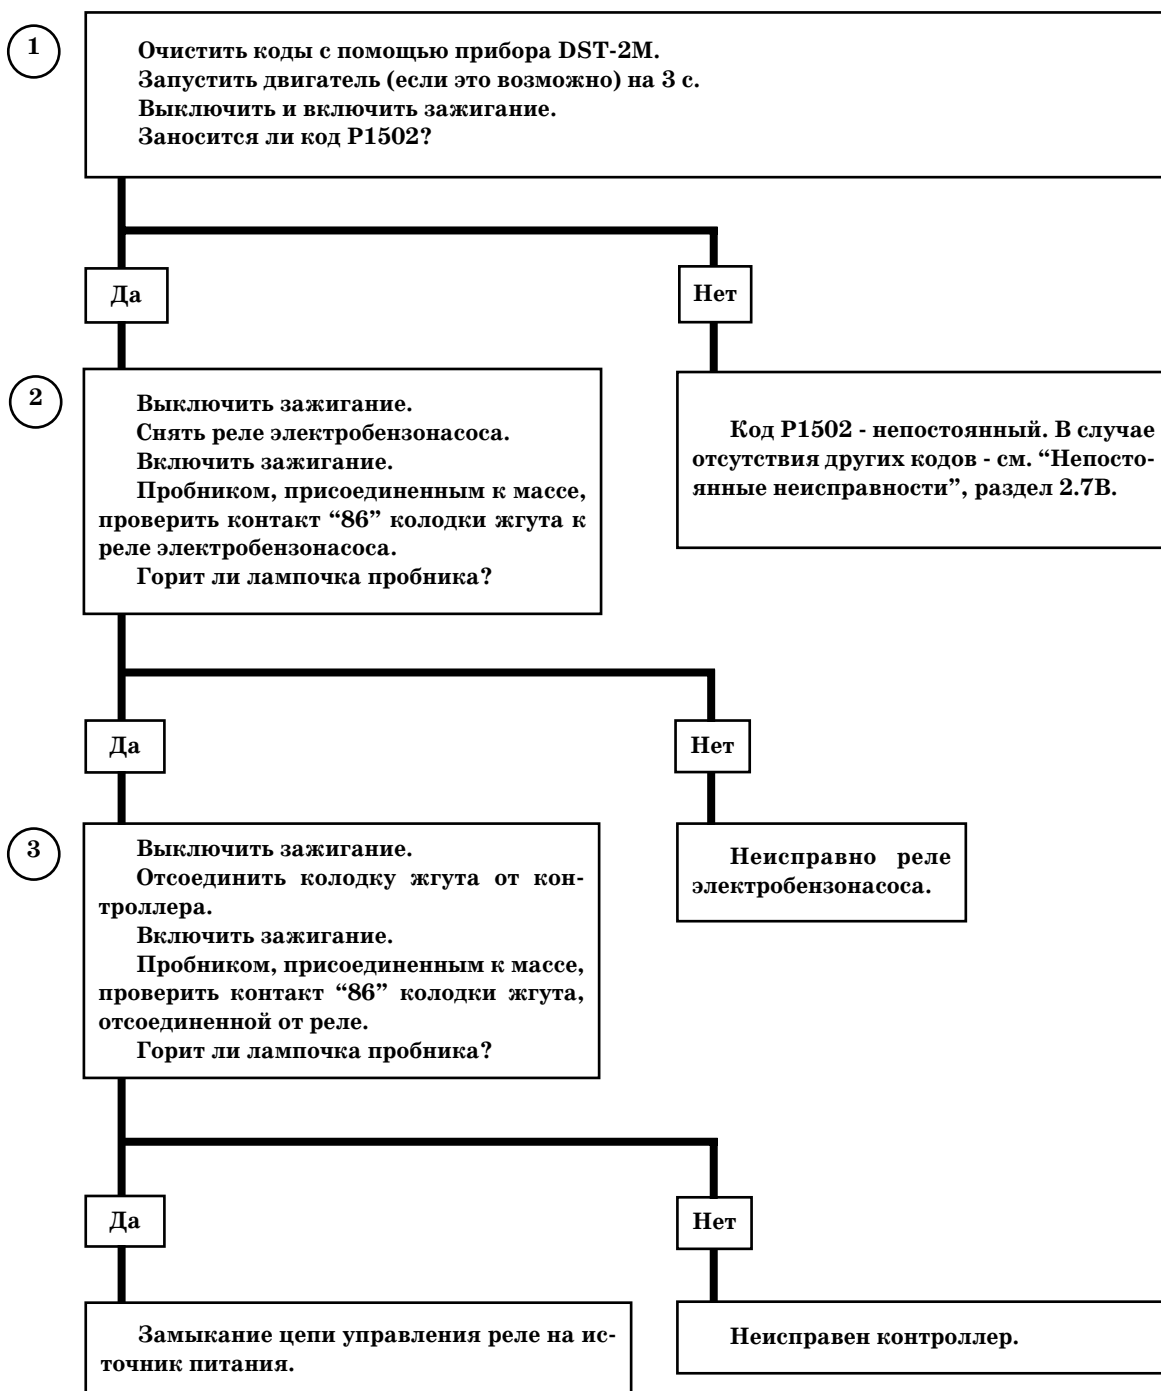 1
Очистить коды с помощью прибора DST-2M.
Запустить двигатель (если это возможно) на 3 с.
Выключить и включить зажигание.
Заносится ли код P1502?
Да
Нет
2
Выключить зажигание.
Снять реле электробензонасоса.
Включить зажигание.
Пробником, присоединенным к массе,
проверить контакт “86” колодки жгута к
реле электробензонасоса.
Горит ли лампочка пробника?
Код P1502 - непостоянный. В случае
отсутствия других кодов - см. “Непосто-
янные неисправности”, раздел 2.7В.
Да
Нет
3
Выключить зажигание.
Отсоединить колодку жгута от кон-
троллера.
Включить зажигание.
Пробником, присоединенным к массе,
проверить контакт “86” колодки жгута,
отсоединенной от реле.
Горит ли лампочка пробника?
Неисправно реле
электробензонасоса.
Да
Нет
Замыкание цепи управления реле на ис-
точник питания.
Неисправен контроллер.